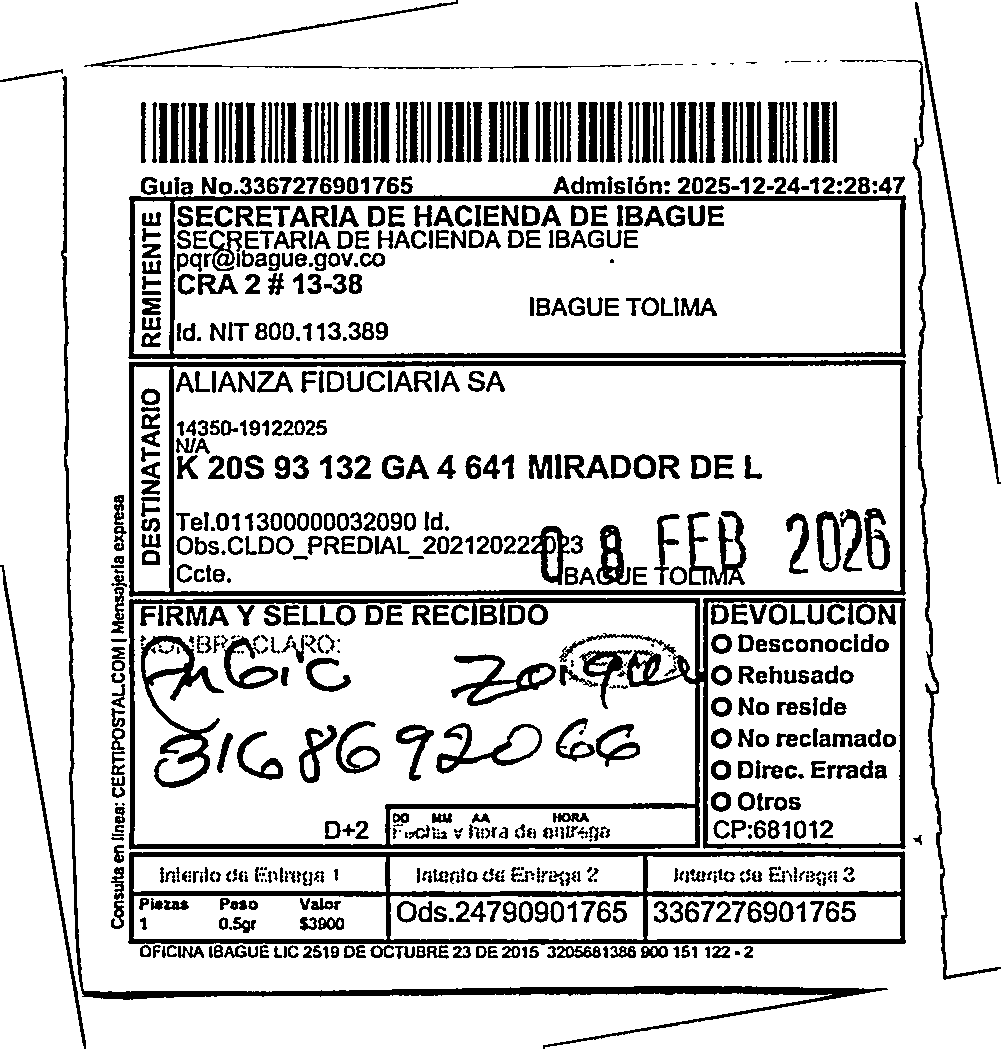 Guia No.3367276901765 Admisión: 2025-12-24-12:28:47
REMITENTE
SECRETARIA DE HACIENDA DE IBAGUE
SECRETARIA DE HACIENDA DE IBAGUE
pqr@ibague.gov.co
CRA 2 # 13-38
IBAGUE TOLIMA
Id. NIT 800.113.389
DESTINATARIO
ALIANZA FIDUCIARIA SA
14350-19122025
N/A
K 20S 93 132 GA 4 641 MIRADOR DE L
Tel.011300000032090 Id.
Obs.CLDO_PREDIAL_202120222023
08 FEB 2026
Ccte. IBAGUE TOLIMA
FIRMA Y SELLO DE RECIBIDO
NOMBRE CLARO:
3168692066
D+2
DD MM AA HORA
Fecha y hora de entrega
DEVOLUCION
Desconocido
Rehusado
No reside
No reclamado
Direc. Errada
Otros
CP:681012
Intento de Entrega 1 Intento de Entrega 2 Intento de Entrega 3
Piezas Peso Valor
1 0.5gr $3900
Ods.24790901765 3367276901765
OFICINA IBAGUE LIC 2519 DE OCTUBRE 23 DE 2015 3205681386 900 151 122 - 2
Consulta en línea: CERTIPOSTAL.COM | Mensajería expresa